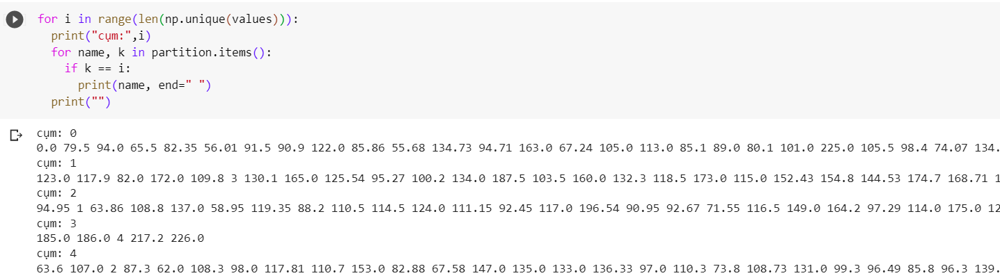 for i in range(len(np.unique(values))):
  print("cụm:",i)
  for name, k in partition.items():
    if k == i:
      print(name, end=" ")
  print("")
cụm: 0
0.0 79.5 94.0 65.5 82.35 56.01 91.5 90.9 122.0 85.86 55.68 134.73 94.71 163.0 67.24 105.0 113.0 85.1 89.0 80.1 101.0 225.0 105.5 98.4 74.07 134.
cụm: 1
123.0 117.9 82.0 172.0 109.8 3 130.1 165.0 125.54 95.27 100.2 134.0 187.5 103.5 160.0 132.3 118.5 173.0 115.0 152.43 154.8 144.53 174.7 168.71 1
cụm: 2
94.95 1 63.86 108.8 137.0 58.95 119.35 88.2 110.5 114.5 124.0 111.15 92.45 117.0 196.54 90.95 92.67 71.55 116.5 149.0 164.2 97.29 114.0 175.0 12
cụm: 3
185.0 186.0 4 217.2 226.0
cụm: 4
63.6 107.0 2 87.3 62.0 108.3 98.0 117.81 110.7 153.0 82.88 67.58 147.0 135.0 133.0 136.33 97.0 110.3 73.8 108.73 131.0 99.3 96.49 85.8 96.3 139.